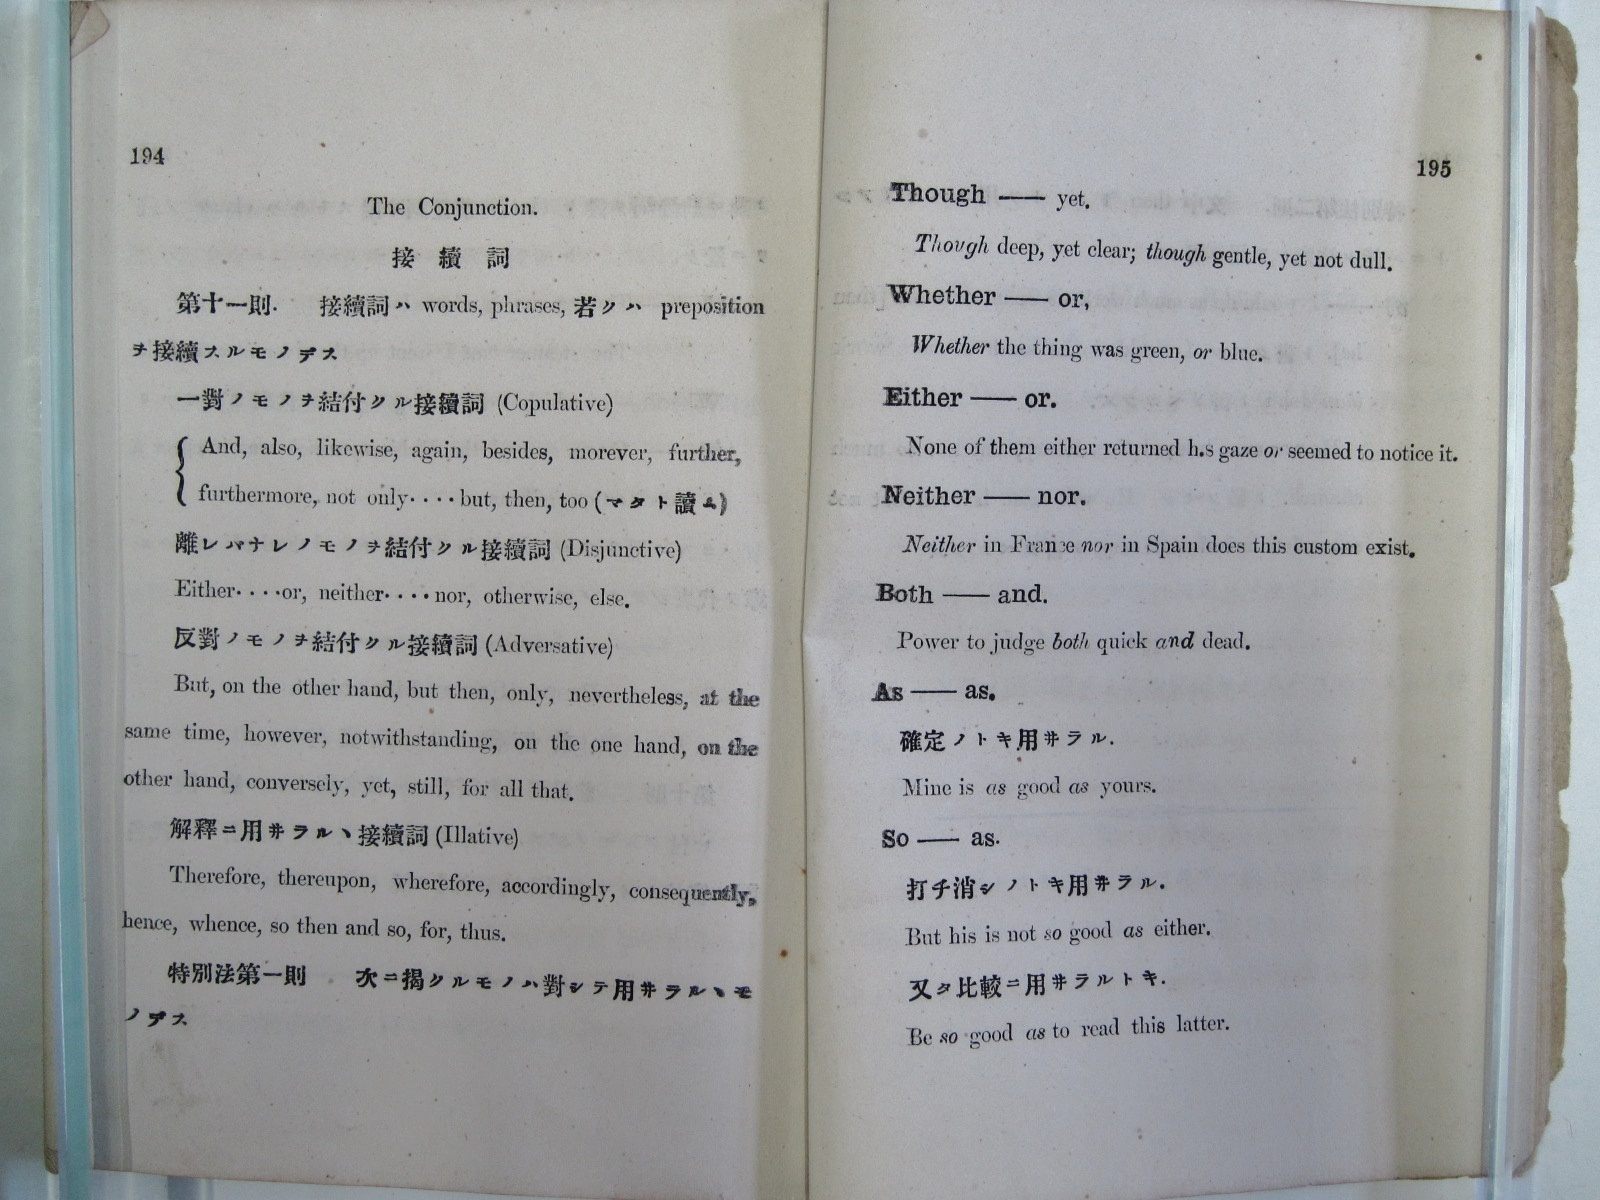 194
The Conjunction.
接續詞
第十一則. 接續詞ハ words, phrases, 若クハ preposition
ヲ接續スルモノデス
一對ノモノヲ結付クル接續詞 (Copulative)
And, also, likewise, again, besides, morever, further,
furthermore, not only····but, then, too (マタト讀ム)
離レバナレノモノヲ結付クル接續詞 (Disjunctive)
Either····or, neither····nor, otherwise, else.
反對ノモノヲ結付クル接續詞 (Adversative)
But, on the other hand, but then, only, nevertheless, at the
same time, however, notwithstanding, on the one hand, on the
other hand, conversely, yet, still, for all that.
解釋ニ用井ラルヽ接續詞 (Illative)
Therefore, thereupon, wherefore, accordingly, consequently,
hence, whence, so then and so, for, thus.
特別法第一則 次ニ揭クルモノハ對シテ用井ラルヽモ
ノデス
195
Though —— yet.
Though deep, yet clear; though gentle, yet not dull.
Whether —— or,
Whether the thing was green, or blue.
Either —— or.
None of them either returned h.s gaze or seemed to notice it.
Neither —— nor.
Neither in France nor in Spain does this custom exist.
Both —— and.
Power to judge both quick and dead.
As —— as.
確定ノトキ用井ラル.
Mine is as good as yours.
So —— as.
打チ消シノトキ用井ラル.
But his is not so good as either.
又タ比較ニ用井ラルトキ.
Be so good as to read this latter.